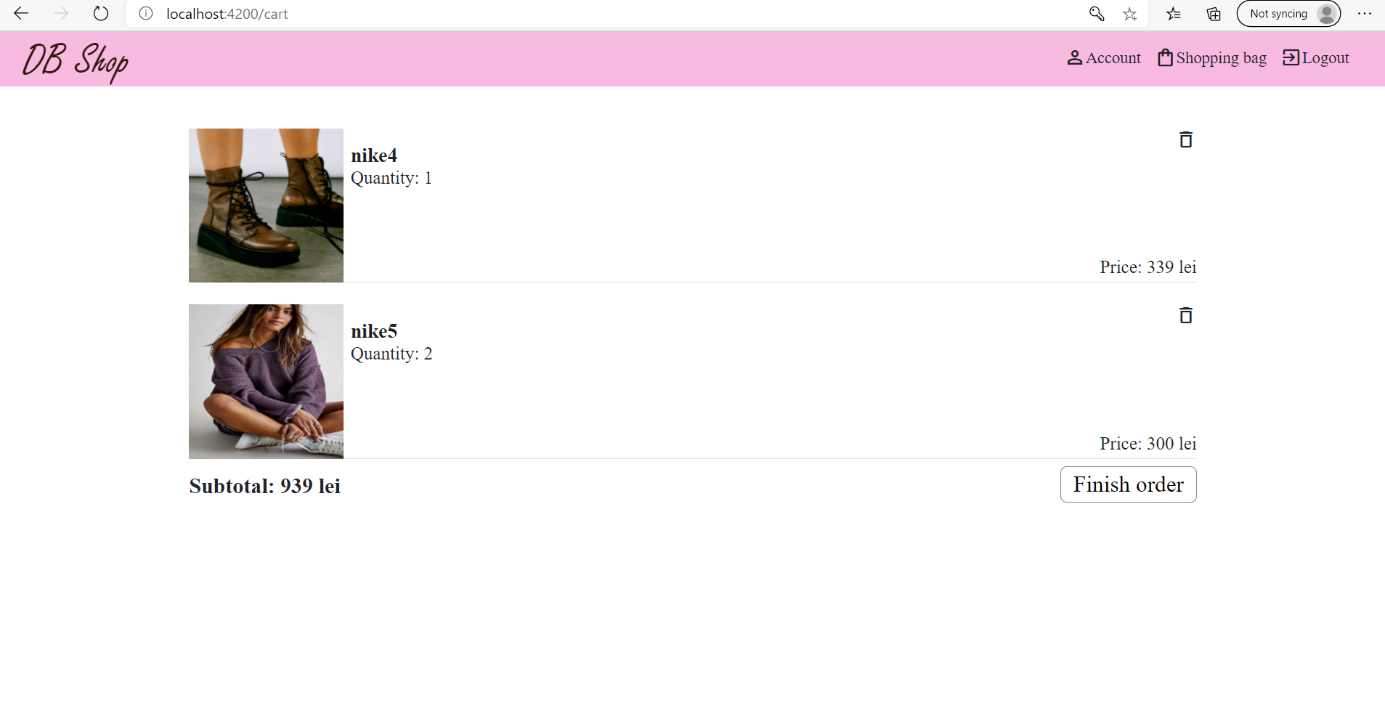 localhost:4200/cart
Not syncing
DB Shop
Account
Shopping bag
Logout
nike4
Quantity: 1
Price: 339 lei
nike5
Quantity: 2
Price: 300 lei
Subtotal: 939 lei
Finish order